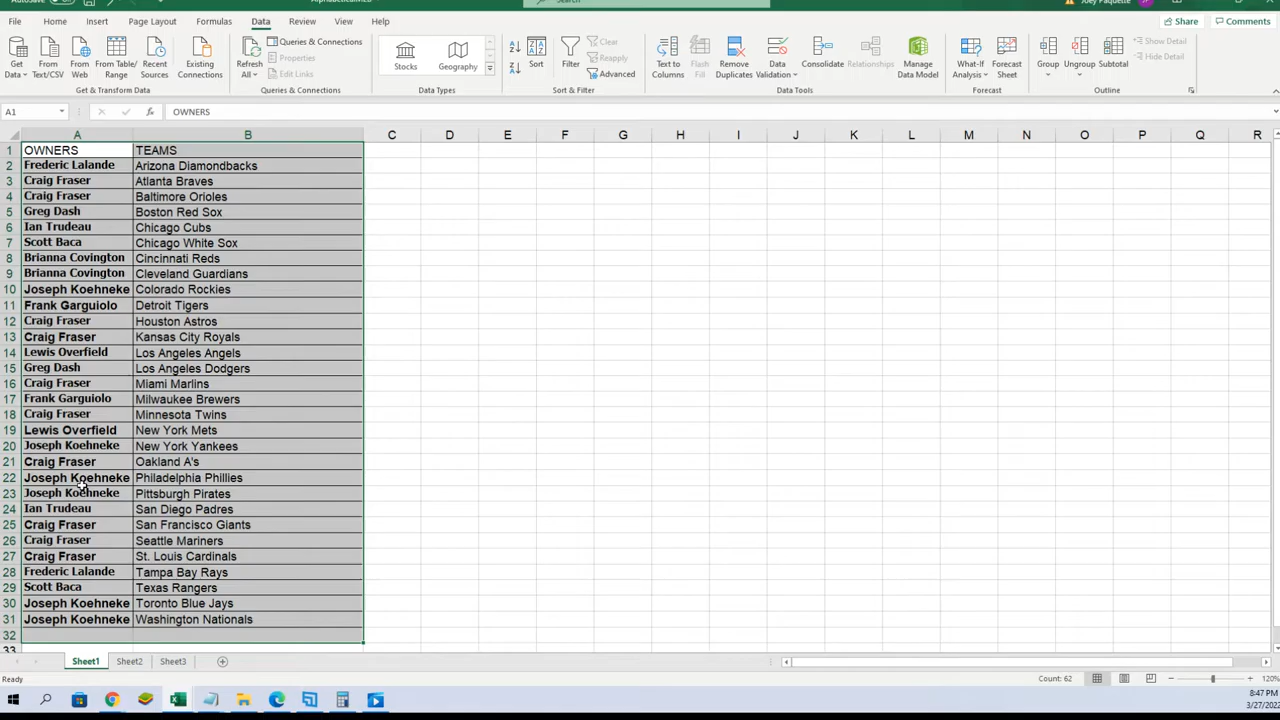 AutoSave
Search
Joey Paquette
File Home Insert Page Layout Formulas Data Review View Help
Share Comments
Get Data
From Text/CSV
From Web
From Table/Range
Recent Sources
Existing Connections
Get & Transform Data
Refresh All
Queries & Connections
Properties
Edit Links
Queries & Connections
Stocks
Geography
Data Types
Sort
Filter
Clear
Reapply
Advanced
Sort & Filter
Text to Columns
Flash Fill
Remove Duplicates
Data Validation
Consolidate
Relationships
Manage Data Model
Data Tools
What-If Analysis
Forecast Sheet
Forecast
Group
Ungroup
Subtotal
Show Detail
Hide Detail
Outline
A1 fx OWNERS
A B C D E F G H I J K L M N O P Q R
1 OWNERS TEAMS
2 Frederic Lalande Arizona Diamondbacks
3 Craig Fraser Atlanta Braves
4 Craig Fraser Baltimore Orioles
5 Greg Dash Boston Red Sox
6 Ian Trudeau Chicago Cubs
7 Scott Baca Chicago White Sox
8 Brianna Covington Cincinnati Reds
9 Brianna Covington Cleveland Guardians
10 Joseph Koehneke Colorado Rockies
11 Frank Garguiolo Detroit Tigers
12 Craig Fraser Houston Astros
13 Craig Fraser Kansas City Royals
14 Lewis Overfield Los Angeles Angels
15 Greg Dash Los Angeles Dodgers
16 Craig Fraser Miami Marlins
17 Frank Garguiolo Milwaukee Brewers
18 Craig Fraser Minnesota Twins
19 Lewis Overfield New York Mets
20 Joseph Koehneke New York Yankees
21 Craig Fraser Oakland A's
22 Joseph Koehneke Philadelphia Phillies
23 Joseph Koehneke Pittsburgh Pirates
24 Ian Trudeau San Diego Padres
25 Craig Fraser San Francisco Giants
26 Craig Fraser Seattle Mariners
27 Craig Fraser St. Louis Cardinals
28 Frederic Lalande Tampa Bay Rays
29 Scott Baca Texas Rangers
30 Joseph Koehneke Toronto Blue Jays
31 Joseph Koehneke Washington Nationals
32
33
Sheet1 Sheet2 Sheet3
Ready Count: 62 120%
8:47 PM
3/27/202